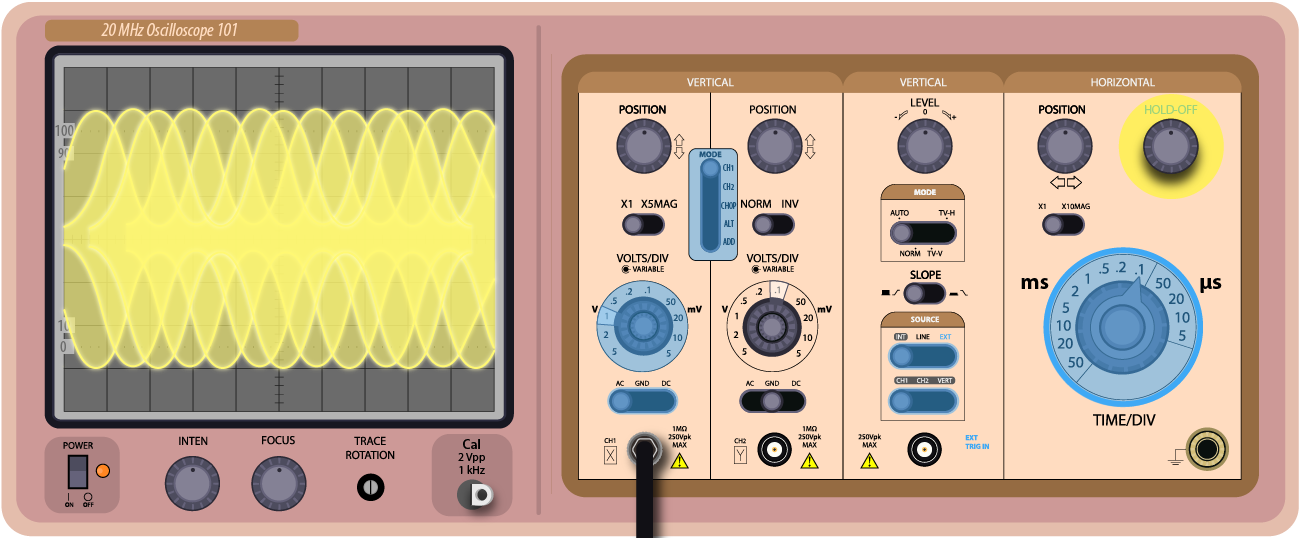 20 MHz Oscilloscope 101
100
90
10
0
POWER
ON OFF
INTEN
FOCUS
TRACE
ROTATION
Cal
2 Vpp
1 kHz
VERTICAL
POSITION
POSITION
MODE
CH1
CH2
CHOP
ALT
ADD
X1 X5MAG
NORM INV
VOLTS/DIV
VARIABLE
V
mV
5
2
1
.5
.2
.1
50
20
10
5
VOLTS/DIV
VARIABLE
V
mV
5
2
1
.5
.2
.1
50
20
10
5
AC GND DC
AC GND DC
CH1
X
1MΩ
250Vpk
MAX
CH2
Y
1MΩ
250Vpk
MAX
VERTICAL
LEVEL
- 0 +
MODE
AUTO TV-H
NORM TV-V
SLOPE
SOURCE
INT LINE EXT
CH1 CH2 VERT
250Vpk
MAX
EXT
TRIG IN
HORIZONTAL
POSITION
HOLD-OFF
X1 X10MAG
ms
µs
50
20
10
5
2
1
.5
.2
.1
50
20
10
5
TIME/DIV